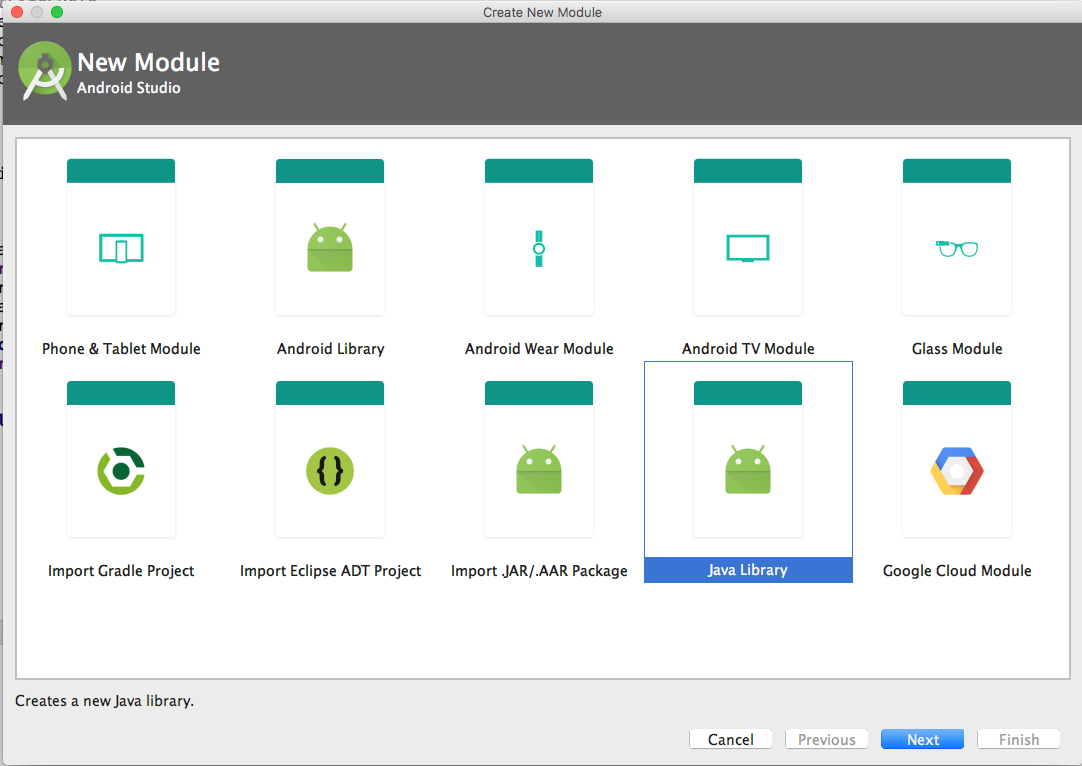 Create New Module
New Module
Android Studio
Phone & Tablet Module
Android Library
Android Wear Module
Android TV Module
Glass Module
{}
Import Gradle Project
Import Eclipse ADT Project
Import .JAR/.AAR Package
Java Library
Google Cloud Module
Creates a new Java library.
Cancel
Previous
Next
Finish